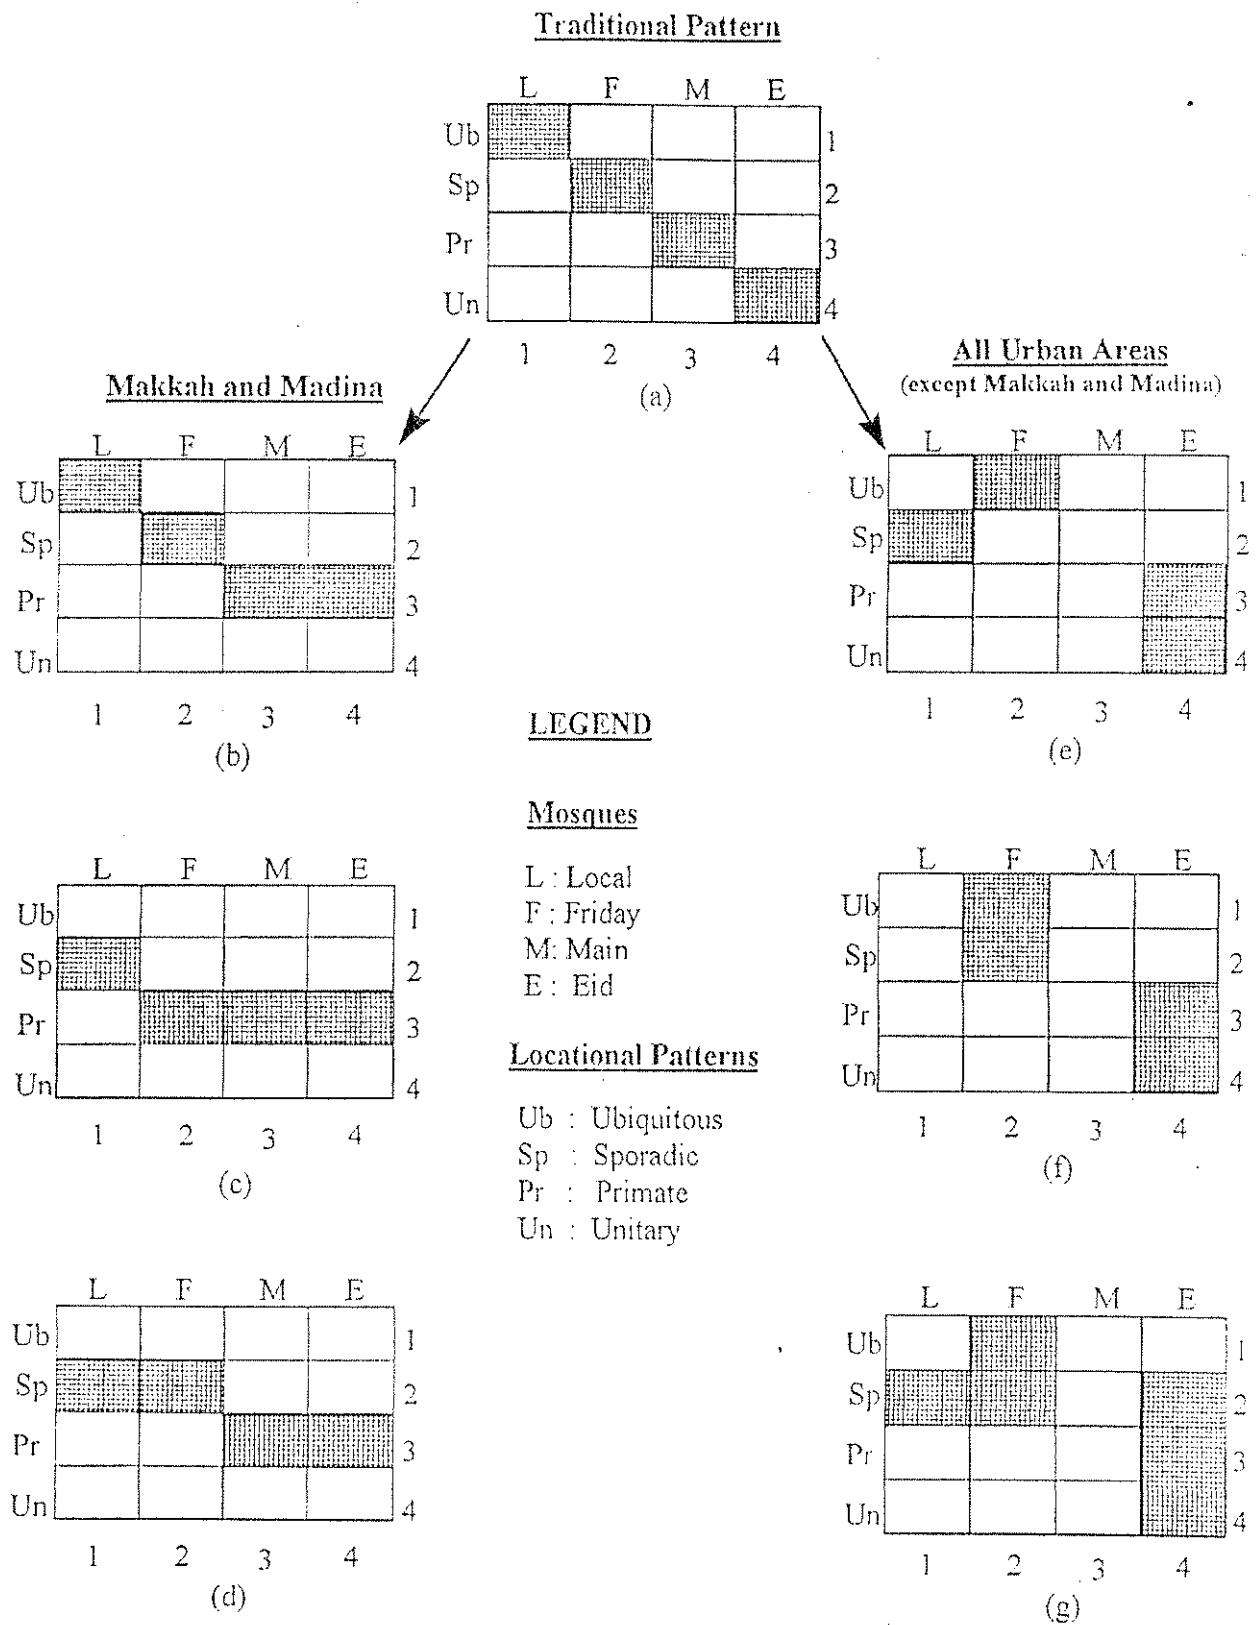 Traditional Pattern
L F M E
Ub 1
Sp 2
Pr 3
Un 4
1 2 3 4
(a)
Makkah and Madina
L F M E
Ub 1
Sp 2
Pr 3
Un 4
1 2 3 4
(b)
All Urban Areas
(except Makkah and Madina)
L F M E
Ub 1
Sp 2
Pr 3
Un 4
1 2 3 4
(e)
LEGEND
Mosques
L : Local
F : Friday
M: Main
E : Eid
Locational Patterns
Ub : Ubiquitous
Sp : Sporadic
Pr : Primate
Un : Unitary
L F M E
Ub 1
Sp 2
Pr 3
Un 4
1 2 3 4
(c)
L F M E
Ub 1
Sp 2
Pr 3
Un 4
1 2 3 4
(f)
L F M E
Ub 1
Sp 2
Pr 3
Un 4
1 2 3 4
(d)
L F M E
Ub 1
Sp 2
Pr 3
Un 4
1 2 3 4
(g)